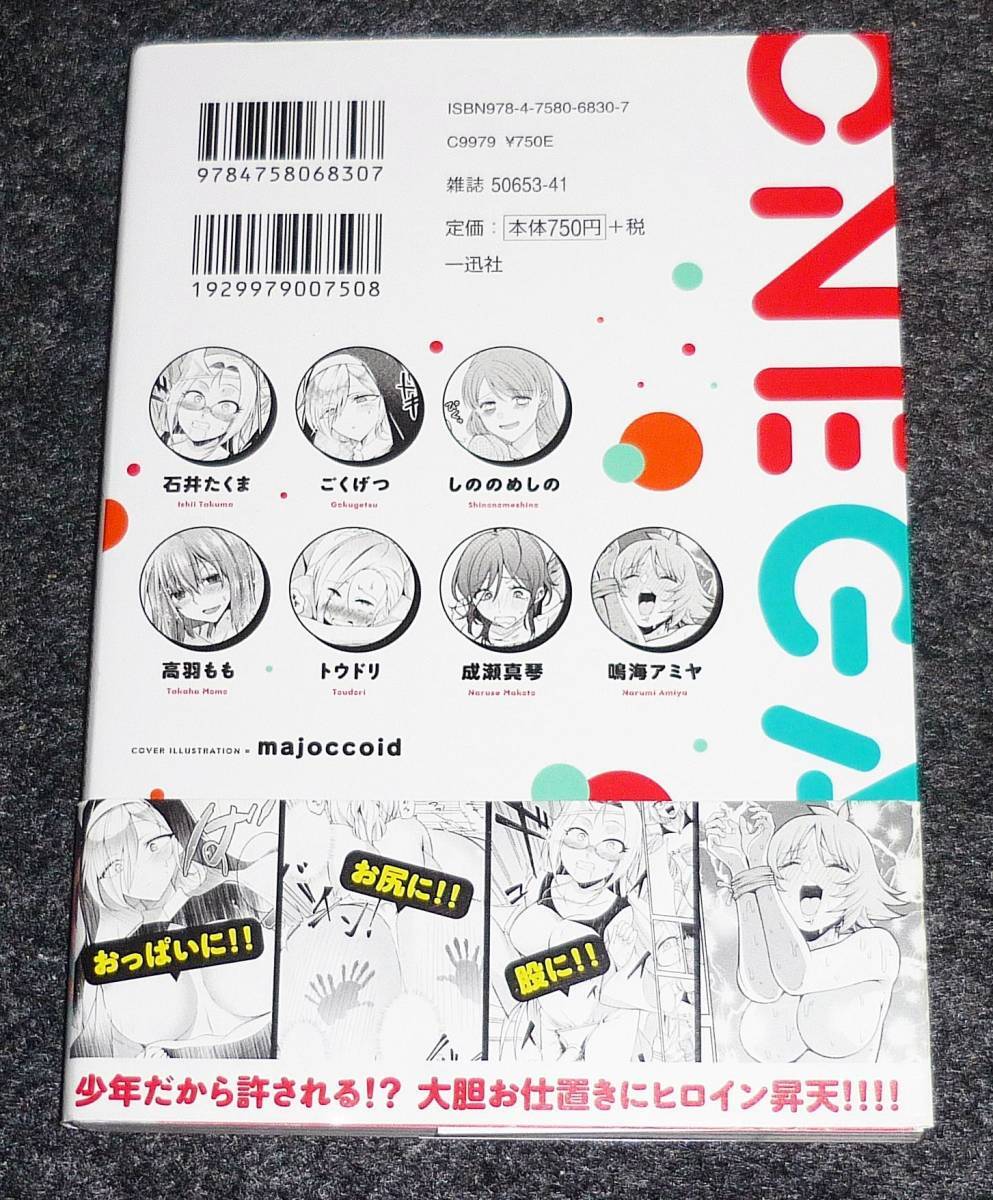 ISBN978-4-7580-6830-7
C9979 ¥750E
9784758068307
雑誌 50653-41
定価：本体750円＋税
1929979007508
一迅社
ONEGA
石井たくま
Ishii Takuma
ごくげつ
Gokugetsu
しののめしの
Shinonomeshino
高羽もも
Takaha Momo
トウドリ
Toudori
成瀬真琴
Naruse Makoto
鳴海アミヤ
Narumi Amiya
COVER ILLUSTRATION = majoccoid
おっぱいに!!
お尻に!!
股に!!
少年だから許される!? 大胆お仕置きにヒロイン昇天!!!!